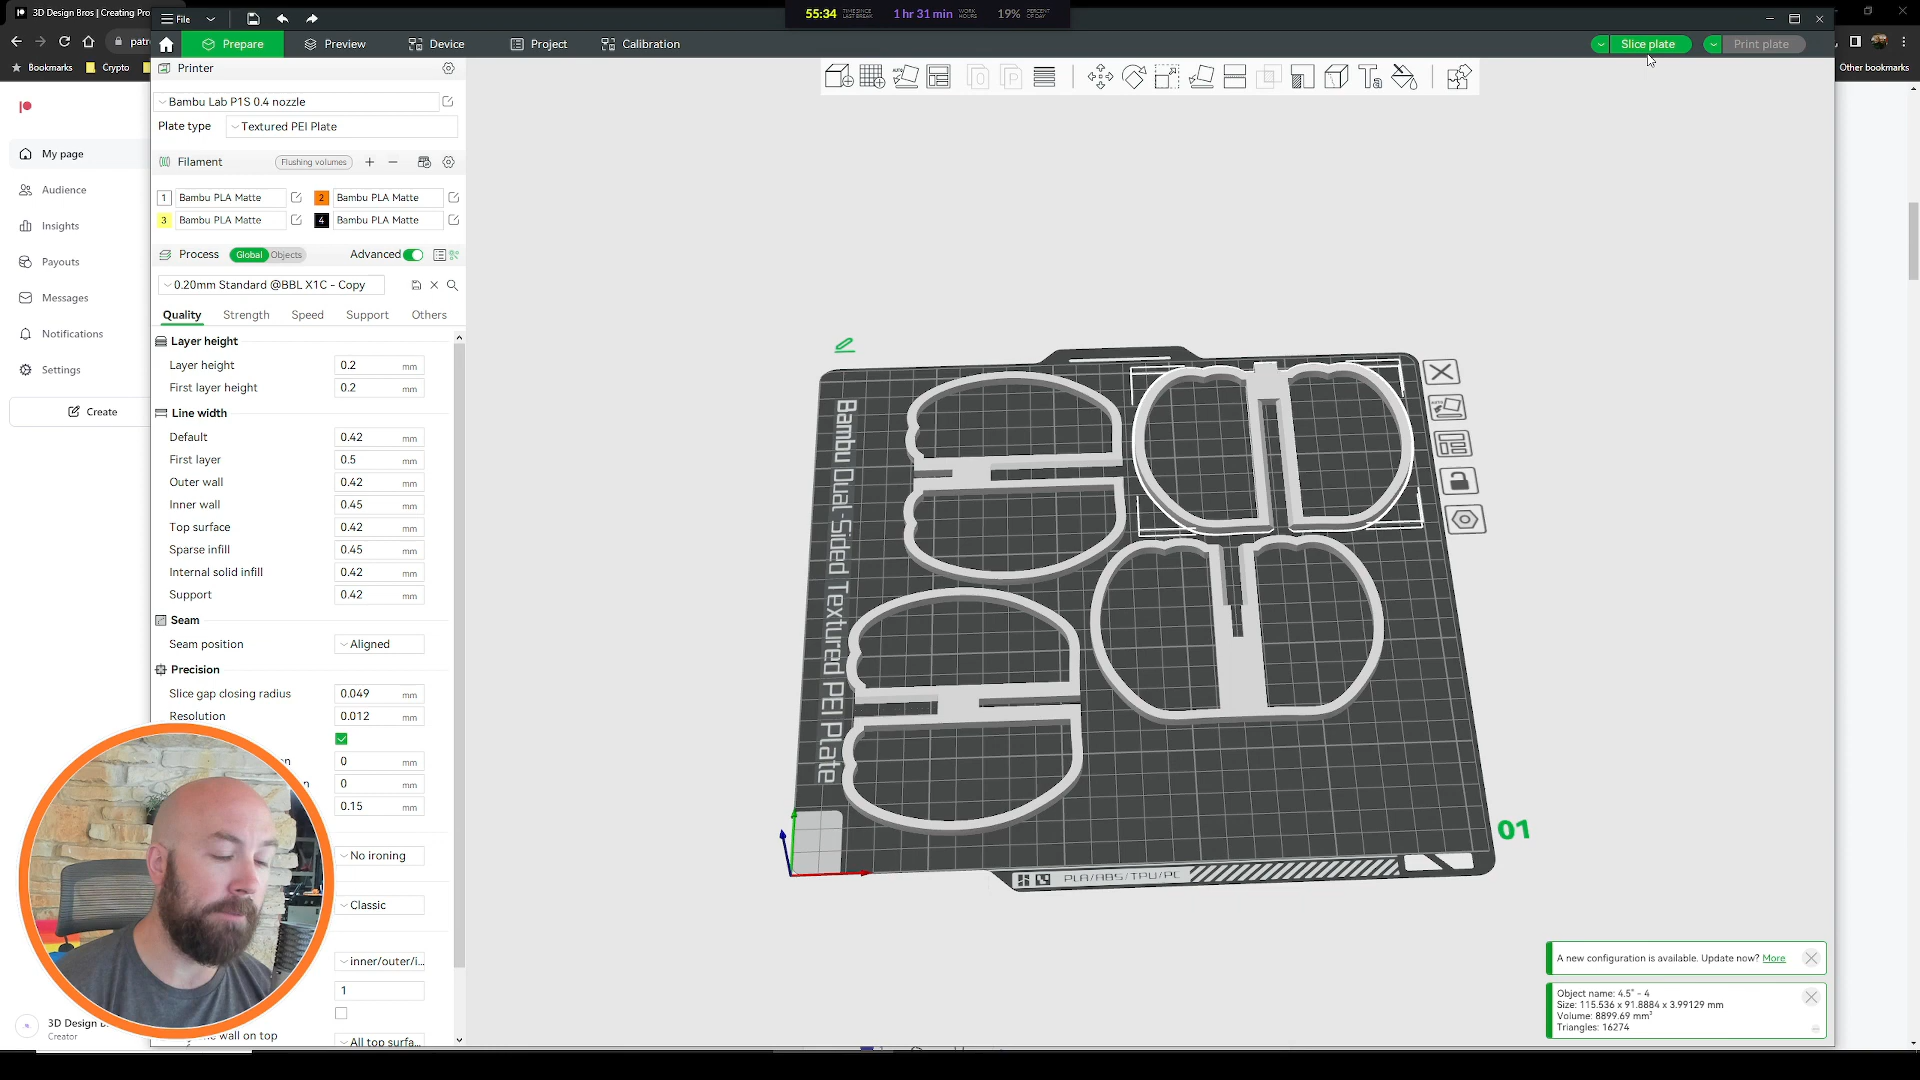 3D Design Bros | Creating Pro
55:34 TIME SINCE LAST BREAK 1 hr 31 min WORK HOURS 19% PERCENT OF DAY
File
Prepare Preview Device Project Calibration Slice plate Print plate
Bookmarks Crypto Other bookmarks
My page
Audience
Insights
Payouts
Messages
Notifications
Settings
Create
3D Design B
Creator
Printer
Bambu Lab P1S 0.4 nozzle
Plate type Textured PEI Plate
Filament Flushing volumes
1 Bambu PLA Matte 2 Bambu PLA Matte
3 Bambu PLA Matte 4 Bambu PLA Matte
Process Global Objects Advanced
0.20mm Standard @BBL X1C - Copy
Quality Strength Speed Support Others
Layer height
Layer height 0.2 mm
First layer height 0.2 mm
Line width
Default 0.42 mm
First layer 0.5 mm
Outer wall 0.42 mm
Inner wall 0.45 mm
Top surface 0.42 mm
Sparse infill 0.45 mm
Internal solid infill 0.42 mm
Support 0.42 mm
Seam
Seam position Aligned
Precision
Slice gap closing radius 0.049 mm
Resolution 0.012 mm
0 mm
0 mm
0.15 mm
No ironing
Classic
inner/outer/i...
1
wall on top
All top surfa...
Bambu Dual-Sided Textured PEI Plate
01
PLA/ABS/TPU/PC
A new configuration is available. Update now? More
Object name: 4.5" - 4
Size: 115.536 x 91.8884 x 3.99129 mm
Volume: 8899.69 mm³
Triangles: 16274